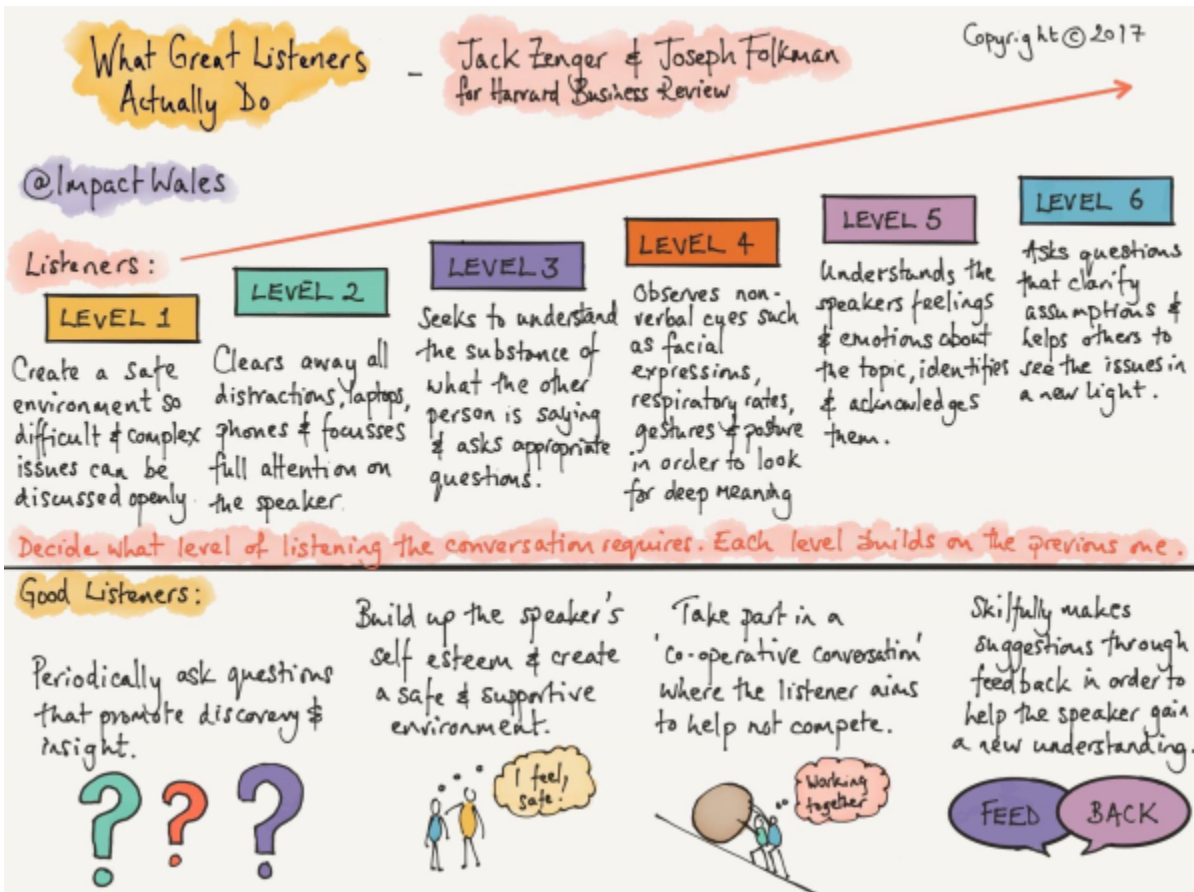 What Great Listeners
Actually Do
- Jack Zenger & Joseph Folkman
for Harvard Business Review
Copyright © 2017
@ImpactWales
Listeners:
LEVEL 1
Create a safe
environment so
difficult & complex
issues can be
discussed openly.
LEVEL 2
Clears away all
distractions, laptops,
phones & focusses
full attention on
the speaker.
LEVEL 3
Seeks to understand
the substance of
what the other
person is saying
& asks appropriate
questions.
LEVEL 4
Observes non-
verbal cues such
as facial
expressions,
respiratory rates,
gestures & posture
in order to look
for deep meaning
LEVEL 5
Understands the
speakers feelings
& emotions about
the topic, identifies
& acknowledges
them.
LEVEL 6
Asks questions
that clarify
assumptions &
helps others to
see the issues in
a new light.
Decide what level of listening the conversation requires. Each level builds on the previous one.
Good Listeners:
Periodically ask questions
that promote discovery &
insight.
? ? ?
Build up the speaker's
self esteem & create
a safe & supportive
environment.
I feel
safe!
Take part in a
'co-operative conversation'
where the listener aims
to help not compete.
Working
together
Skilfully makes
suggestions through
feedback in order to
help the speaker gain
a new understanding.
FEED BACK